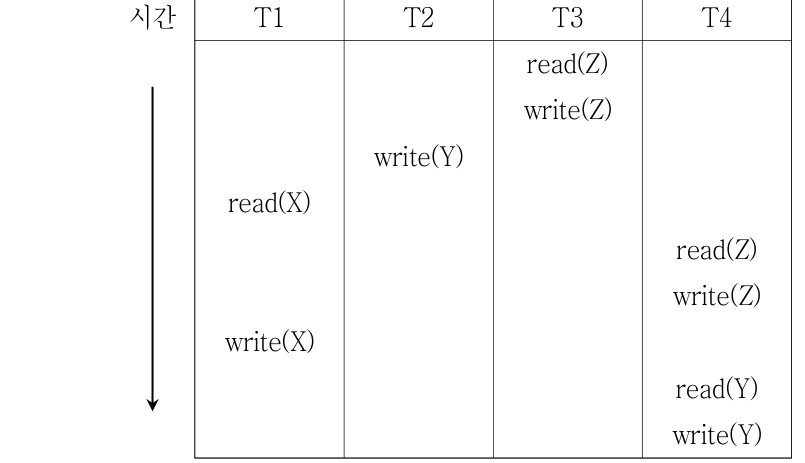 시간 T1 T2 T3 T4
read(Z)
write(Z)
write(Y)
read(X)
read(Z)
write(Z)
write(X)
read(Y)
write(Y)